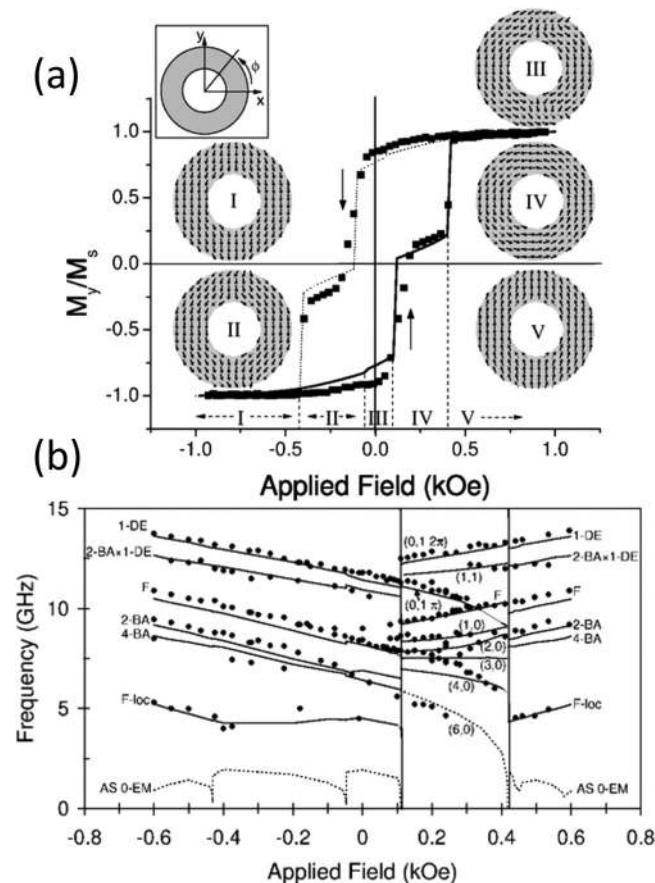 (a)
y
ϕ
x
III
1.0
0.5
0.0
-0.5
-1.0
M_y/M_s
I
IV
II
V
I II III IV V
-1.0 -0.5 0.0 0.5 1.0
Applied Field (kOe)
(b)
15
10
5
0
Frequency (GHz)
1-DE
2-BA×1-DE
F
2-BA
4-BA
F-loc
AS 0-EM
(0,1 2π)
(1,1)
(0,1 π)
F
(1,0)
(2,0)
(3,0)
(4,0)
(6,0)
1-DE
2-BA×1-DE
F
2-BA
4-BA
F-loc
AS 0-EM
-0.8 -0.6 -0.4 -0.2 0 0.2 0.4 0.6 0.8
Applied Field (kOe)